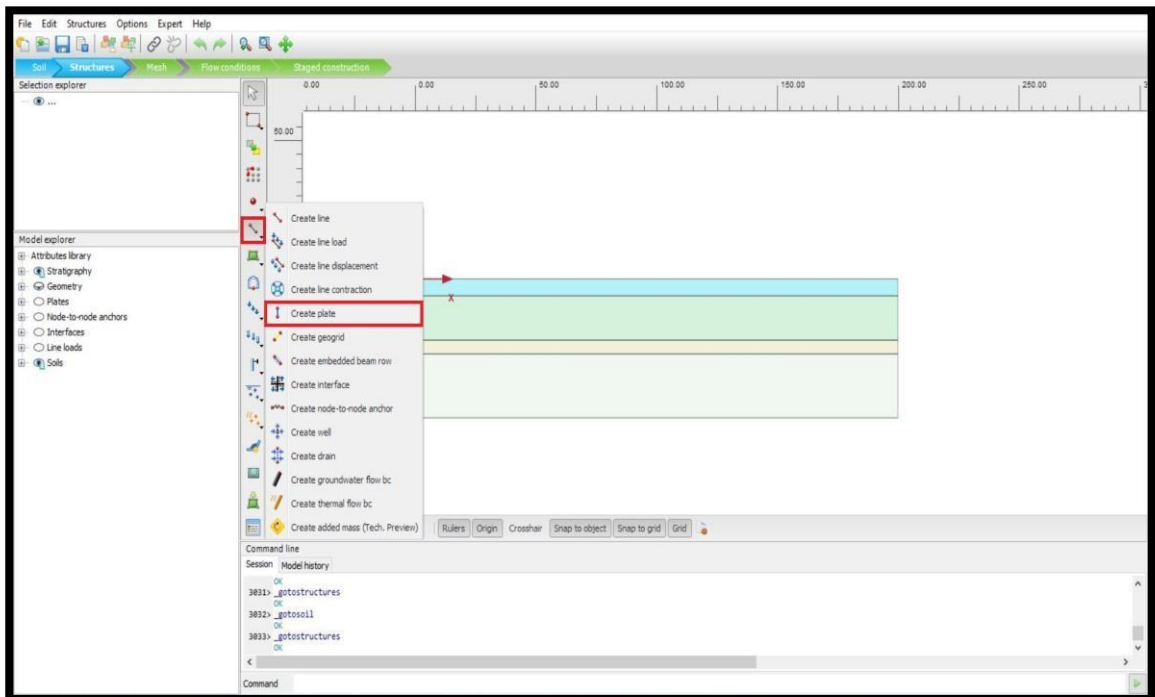 File Edit Structures Options Expert Help
Soil Structures Mesh Flow conditions Staged construction
Selection explorer
...
0.00 0.00 50.00 100.00 150.00 200.00 250.00 3
50.00
Model explorer
Attributes library
Stratigraphy
Geometry
Plates
Node-to-node anchors
Interfaces
Line loads
Soils
Create line
Create line load
Create line displacement
Create line contraction
Create plate
Create geogrid
Create embedded beam row
Create interface
Create node-to-node anchor
Create well
Create drain
Create groundwater flow bc
Create thermal flow bc
Create added mass (Tech. Preview)
x
Rulers Origin Crosshair Snap to object Snap to grid Grid
Command line
Session Model history
OK
3031> _gotostructures
OK
3032> _gotosoil
OK
3033> _gotostructures
OK
Command